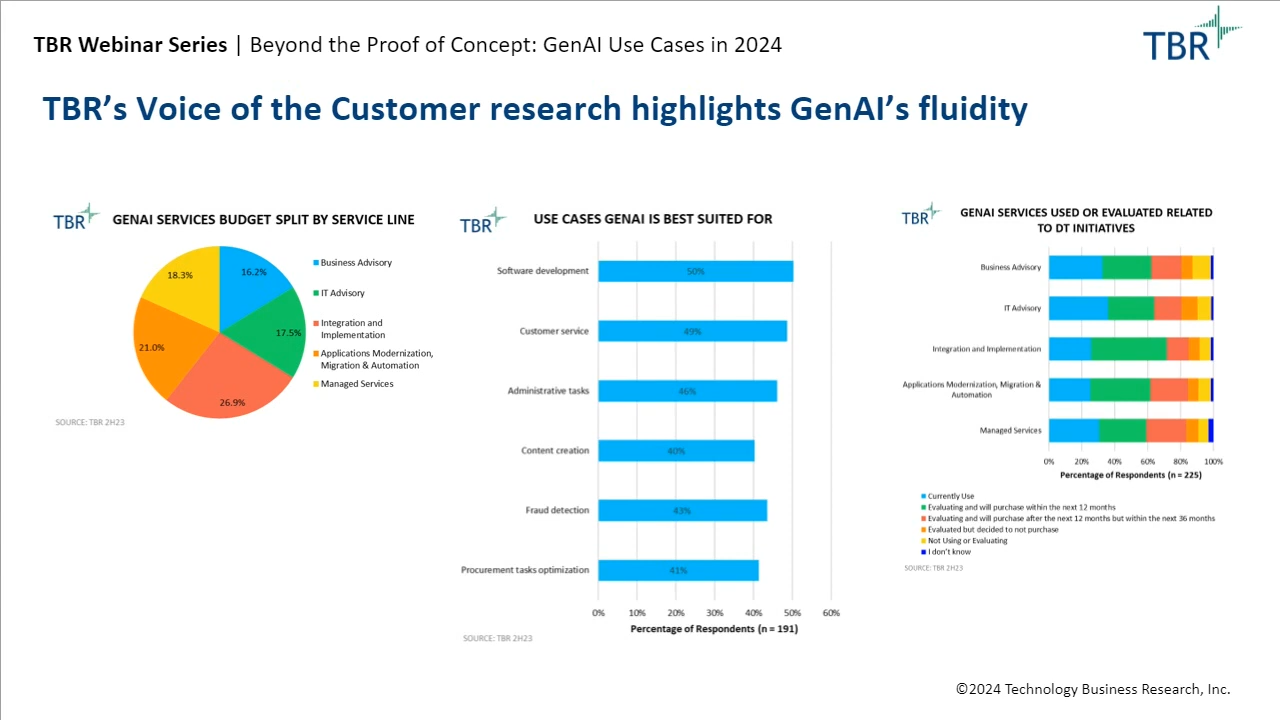 TBR Webinar Series | Beyond the Proof of Concept: GenAI Use Cases in 2024
TBR
TBR's Voice of the Customer research highlights GenAI's fluidity
TBR
GENAI SERVICES BUDGET SPLIT BY SERVICE LINE
16.2%
17.5%
26.9%
21.0%
18.3%
Business Advisory
IT Advisory
Integration and
Implementation
Applications Modernization,
Migration & Automation
Managed Services
SOURCE: TBR 2H23
TBR
USE CASES GENAI IS BEST SUITED FOR
Software development
50%
Customer service
49%
Administrative tasks
46%
Content creation
40%
Fraud detection
43%
Procurement tasks optimization
41%
0% 10% 20% 30% 40% 50% 60%
Percentage of Respondents (n = 191)
SOURCE: TBR 2H23
TBR
GENAI SERVICES USED OR EVALUATED RELATED
TO DT INITIATIVES
Business Advisory
IT Advisory
Integration and Implementation
Applications Modernization, Migration &
Automation
Managed Services
0% 20% 40% 60% 80% 100%
Percentage of Respondents (n = 225)
Currently Use
Evaluating and will purchase within the next 12 months
Evaluating and will purchase after the next 12 months but within the next 36 months
Evaluated but decided to not purchase
Not Using or Evaluating
I don't know
SOURCE: TBR 2H23
©2024 Technology Business Research, Inc.